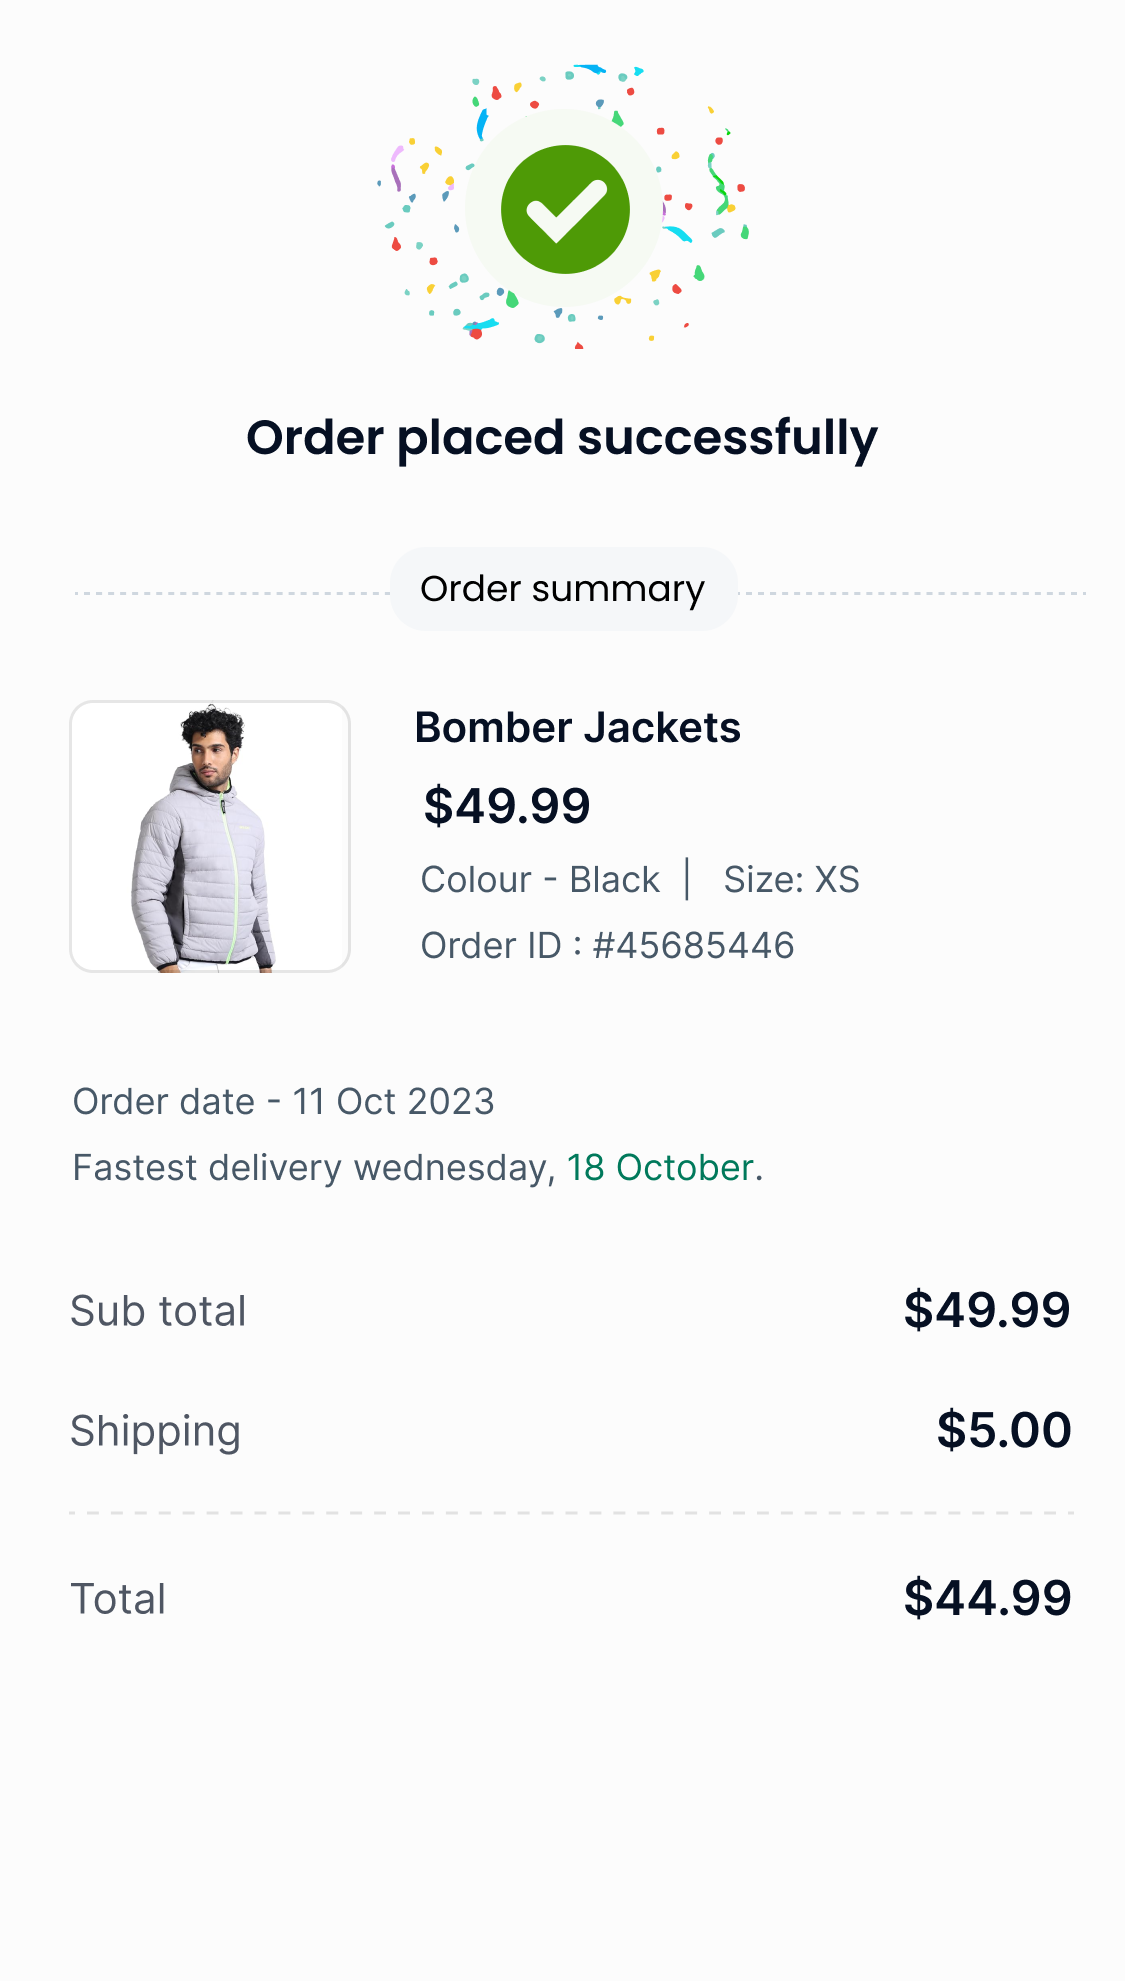 Order placed successfully
Order summary
Bomber Jackets
$49.99
Colour - Black | Size: XS
Order ID : #45685446
Order date - 11 Oct 2023
Fastest delivery wednesday, 18 October.
Sub total $49.99
Shipping $5.00
Total $44.99